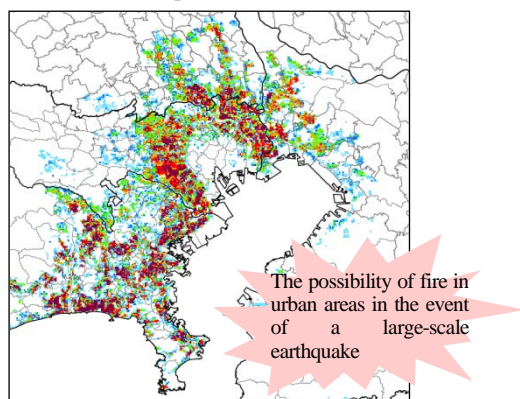 The possibility of fire in
urban areas in the event
of a large-scale
earthquake